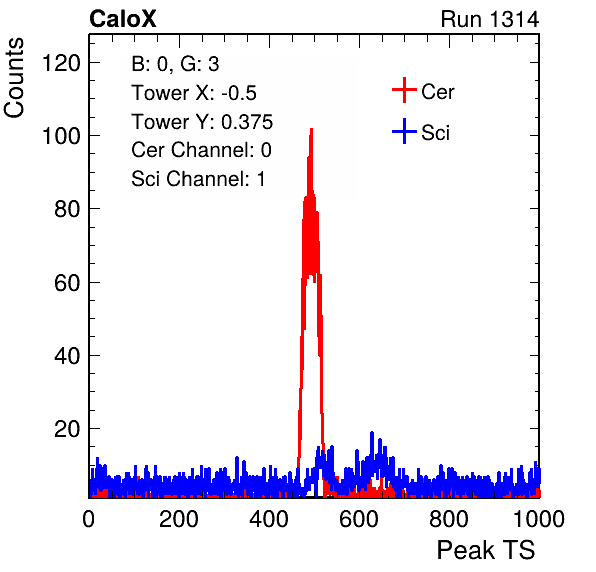 CaloX
Run 1314
Counts
B: 0, G: 3
Tower X: -0.5
Tower Y: 0.375
Cer Channel: 0
Sci Channel: 1
Cer
Sci
120
100
80
60
40
20
0 200 400 600 800 1000
Peak TS